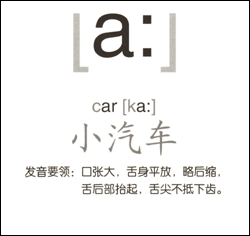 [a:]
car [ka:]
小汽车
发音要领：口张大，舌身平放，略后缩，
舌后部抬起，舌尖不抵下齿。